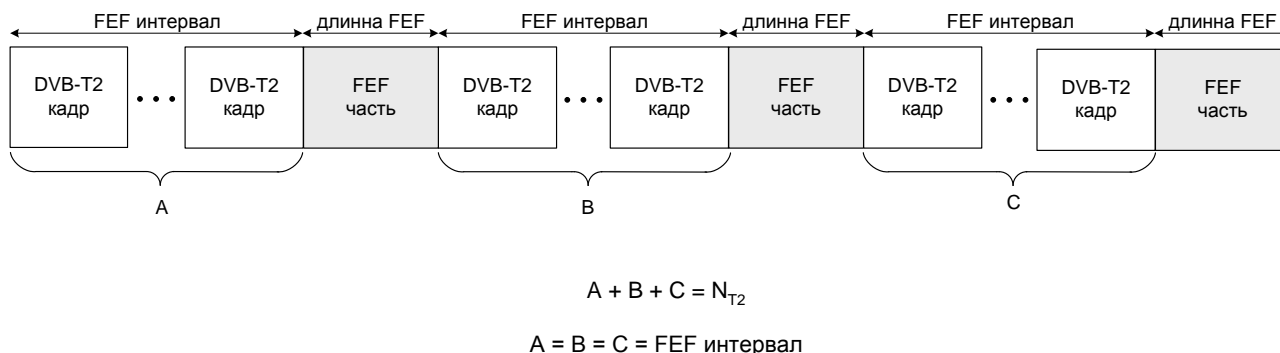 FEF интервал длинна FEF FEF интервал длинна FEF FEF интервал длинна FEF
DVB-T2 кадр
• • •
DVB-T2 кадр
FEF часть
DVB-T2 кадр
• • •
DVB-T2 кадр
FEF часть
DVB-T2 кадр
• • •
DVB-T2 кадр
FEF часть
A B C
A + B + C = N_T2
A = B = C = FEF интервал